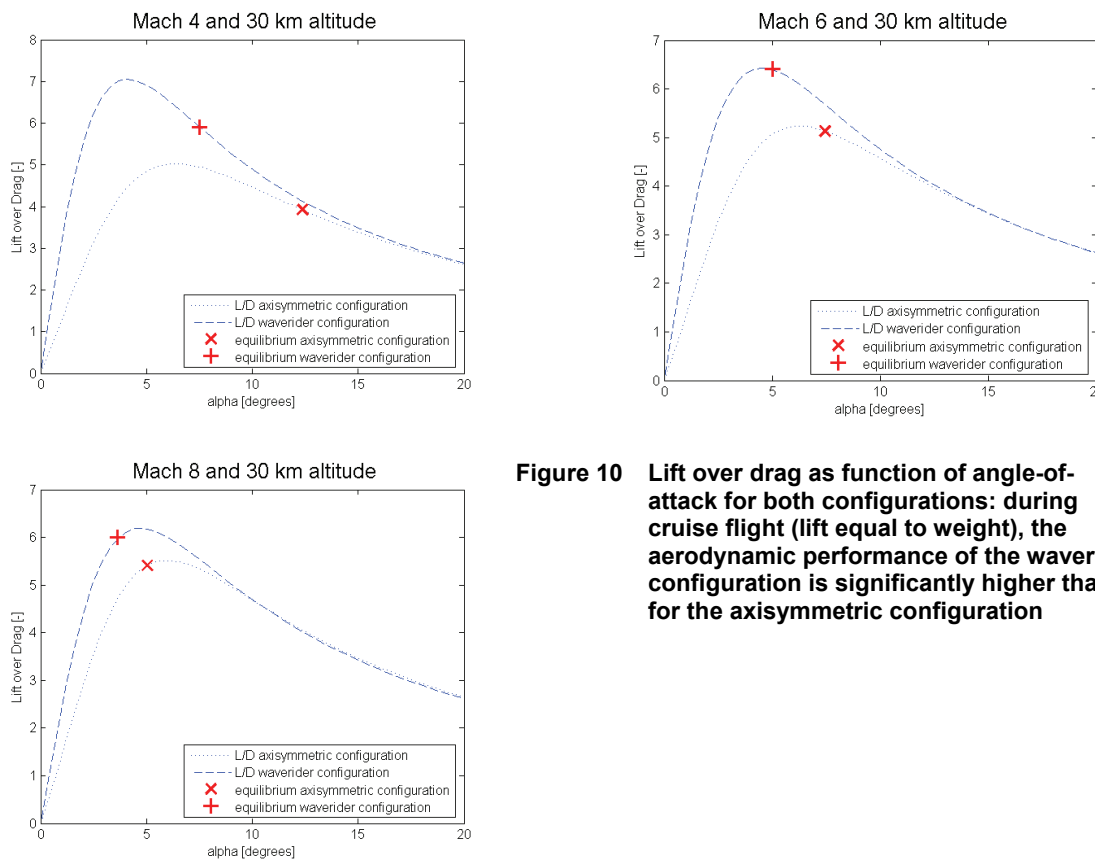 Mach 4 and 30 km altitude
8
7
6
5
4
3
2
1
0
Lift over Drag [-]
L/D axisymmetric configuration
L/D waverider configuration
equilibrium axisymmetric configuration
equilibrium waverider configuration
0 5 10 15 20
alpha [degrees]
Mach 6 and 30 km altitude
7
6
5
4
3
2
1
0
Lift over Drag [-]
L/D axisymmetric configuration
L/D waverider configuration
equilibrium axisymmetric configuration
equilibrium waverider configuration
0 5 10 15
alpha [degrees]
Mach 8 and 30 km altitude
7
6
5
4
3
2
1
0
Lift over Drag [-]
L/D axisymmetric configuration
L/D waverider configuration
equilibrium axisymmetric configuration
equilibrium waverider configuration
0 5 10 15 20
alpha [degrees]
Figure 10 Lift over drag as function of angle-of-
attack for both configurations: during
cruise flight (lift equal to weight), the
aerodynamic performance of the
configuration is significantly higher
for the axisymmetric configuration